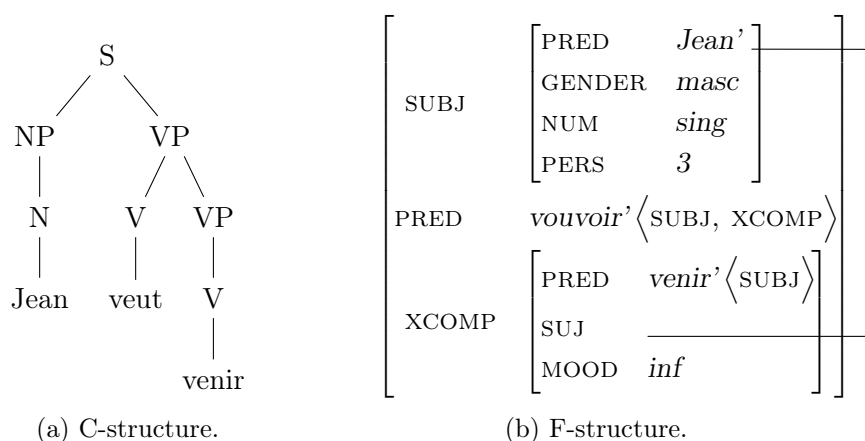 S
NP VP
N V VP
Jean veut V
venir
(a) C-structure.
SUBJ
PRED Jean'
GENDER masc
NUM sing
PERS 3
PRED vouvoir'⟨SUBJ, XCOMP⟩
XCOMP
PRED venir'⟨SUBJ⟩
SUJ
MOOD inf
(b) F-structure.